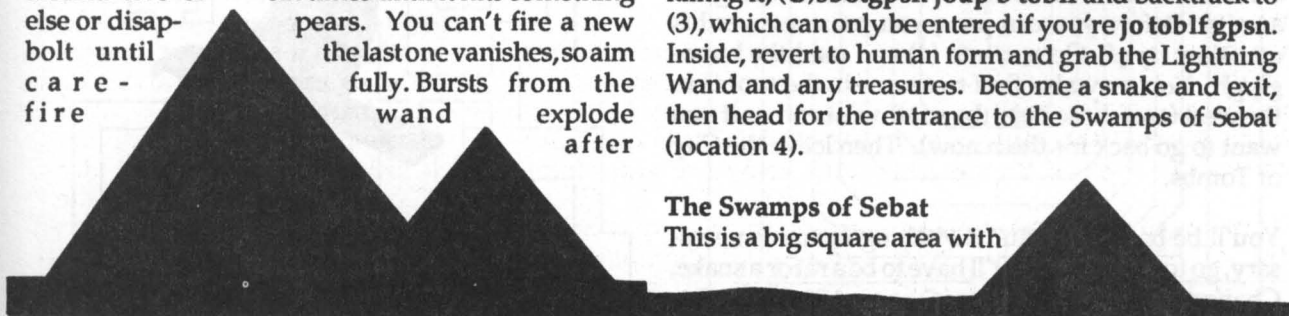 else or disap- pears. You can't fire a new
bolt until the last one vanishes, so aim
care- fully. Bursts from the
fire wand explode
after
(3), which can only be entered if you're jo toblf gpsn.
Inside, revert to human form and grab the Lightning
Wand and any treasures. Become a snake and exit,
then head for the entrance to the Swamps of Sebat
(location 4).
The Swamps of Sebat
This is a big square area with